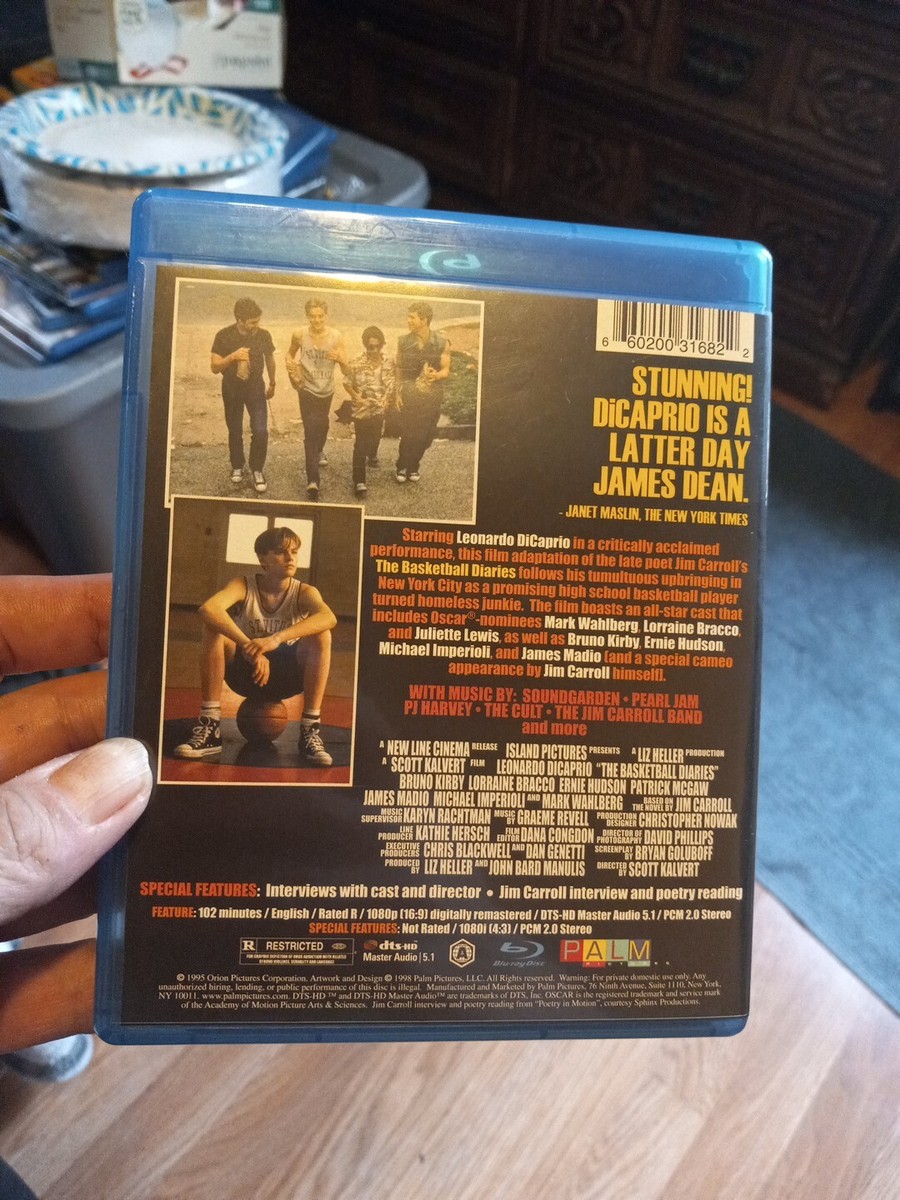 6 60200 31682 2
STUNNING!
DiCAPRIO IS A
LATTER DAY
JAMES DEAN.
- JANET MASLIN, THE NEW YORK TIMES
Starring Leonardo DiCaprio in a critically acclaimed
performance, this film adaptation of the late poet Jim Carroll's
The Basketball Diaries follows his tumultuous upbringing in
New York City as a promising high school basketball player
turned homeless junkie. The film boasts an all-star cast that
includes Oscar®-nominees Mark Wahlberg, Lorraine Bracco,
and Juliette Lewis, as well as Bruno Kirby, Ernie Hudson,
Michael Imperioli, and James Madio (and a special cameo
appearance by Jim Carroll himself).
WITH MUSIC BY: SOUNDGARDEN • PEARL JAM
PJ HARVEY • THE CULT • THE JIM CARROLL BAND
and more
A NEW LINE CINEMA RELEASE ISLAND PICTURES PRESENTS A LIZ HELLER PRODUCTION
A SCOTT KALVERT FILM LEONARDO DICAPRIO "THE BASKETBALL DIARIES"
BRUNO KIRBY LORRAINE BRACCO ERNIE HUDSON PATRICK MCGAW
JAMES MADIO MICHAEL IMPERIOLI AND MARK WAHLBERG BASED ON THE NOVEL BY JIM CARROLL
MUSIC SUPERVISOR KARYN RACHTMAN MUSIC BY GRAEME REVELL PRODUCTION DESIGNER CHRISTOPHER NOWAK
LINE PRODUCER KATHIE HERSCH FILM EDITOR DANA CONGDON DIRECTOR OF PHOTOGRAPHY DAVID PHILLIPS
EXECUTIVE PRODUCERS CHRIS BLACKWELL AND DAN GENETTI SCREENPLAY BY BRYAN GOLUBOFF
PRODUCED BY LIZ HELLER AND JOHN BARD MANULIS DIRECTED BY SCOTT KALVERT
SPECIAL FEATURES: Interviews with cast and director • Jim Carroll interview and poetry reading
FEATURE: 102 minutes / English / Rated R / 1080p (16:9) digitally remastered / DTS-HD Master Audio 5.1 / PCM 2.0 Stereo
SPECIAL FEATURES: Not Rated / 1080i (4:3) / PCM 2.0 Stereo
R RESTRICTED
dts-HD
Master Audio 5.1
Blu-ray Disc
PALM
© 1995 Orion Pictures Corporation. Artwork and Design © 1998 Palm Pictures, LLC. All Rights reserved. Warning: For private domestic use only. Any
unauthorized hiring, lending, or public performance of this disc is illegal. Manufactured and Marketed by Palm Pictures, 76 Ninth Avenue, Suite 1110, New York,
NY 10011. www.palmpictures.com. DTS-HD ™ and DTS-HD Master Audio™ are trademarks of DTS, Inc. OSCAR is the registered trademark and service mark
of the Academy of Motion Picture Arts & Sciences. Jim Carroll interview and poetry reading from "Poetry in Motion", courtesy Sphinx Productions.